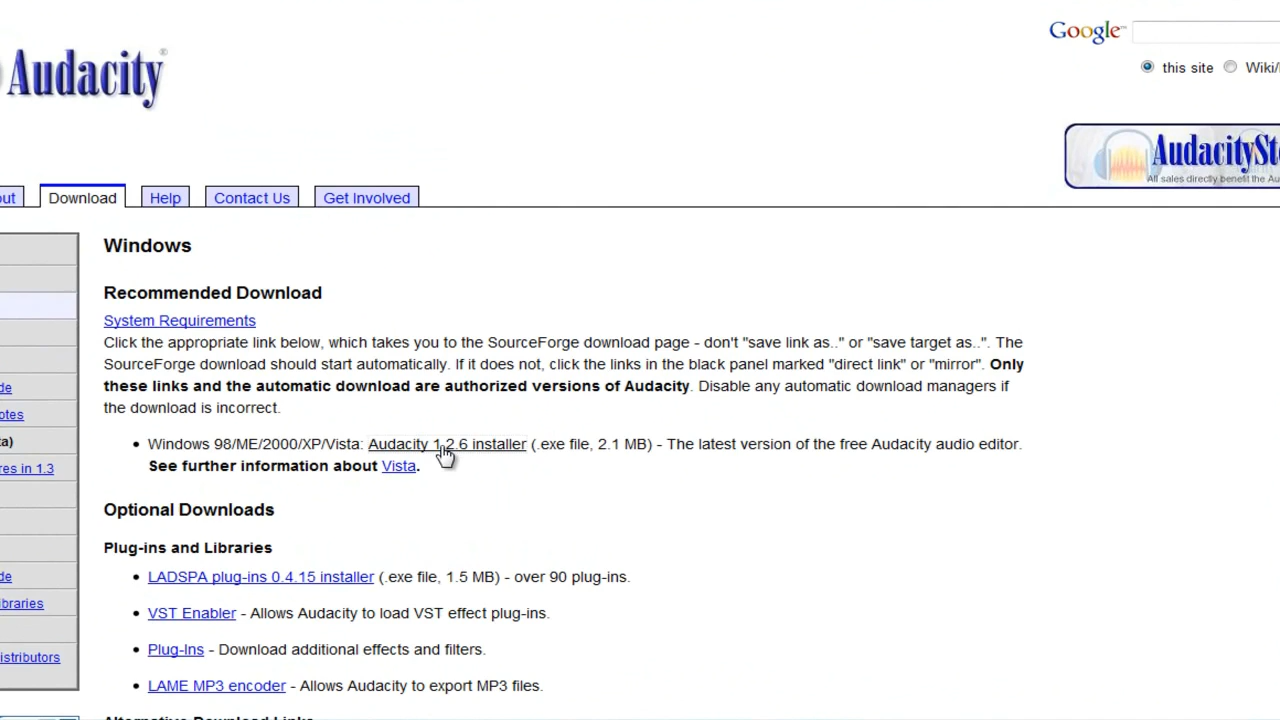 Google™
Audacity®
this site Wiki/
AudacitySt
All sales directly benefit the Au
out Download Help Contact Us Get Involved
Windows
Recommended Download
System Requirements
Click the appropriate link below, which takes you to the SourceForge download page - don't "save link as.." or "save target as..". The
SourceForge download should start automatically. If it does not, click the links in the black panel marked "direct link" or "mirror". Only
these links and the automatic download are authorized versions of Audacity. Disable any automatic download managers if
the download is incorrect.
• Windows 98/ME/2000/XP/Vista: Audacity 1.2.6 installer (.exe file, 2.1 MB) - The latest version of the free Audacity audio editor.
See further information about Vista.
Optional Downloads
Plug-ins and Libraries
• LADSPA plug-ins 0.4.15 installer (.exe file, 1.5 MB) - over 90 plug-ins.
• VST Enabler - Allows Audacity to load VST effect plug-ins.
• Plug-Ins - Download additional effects and filters.
• LAME MP3 encoder - Allows Audacity to export MP3 files.
Alternative Download Links
de
otes
ta)
res in 1.3
de
ibraries
istributors